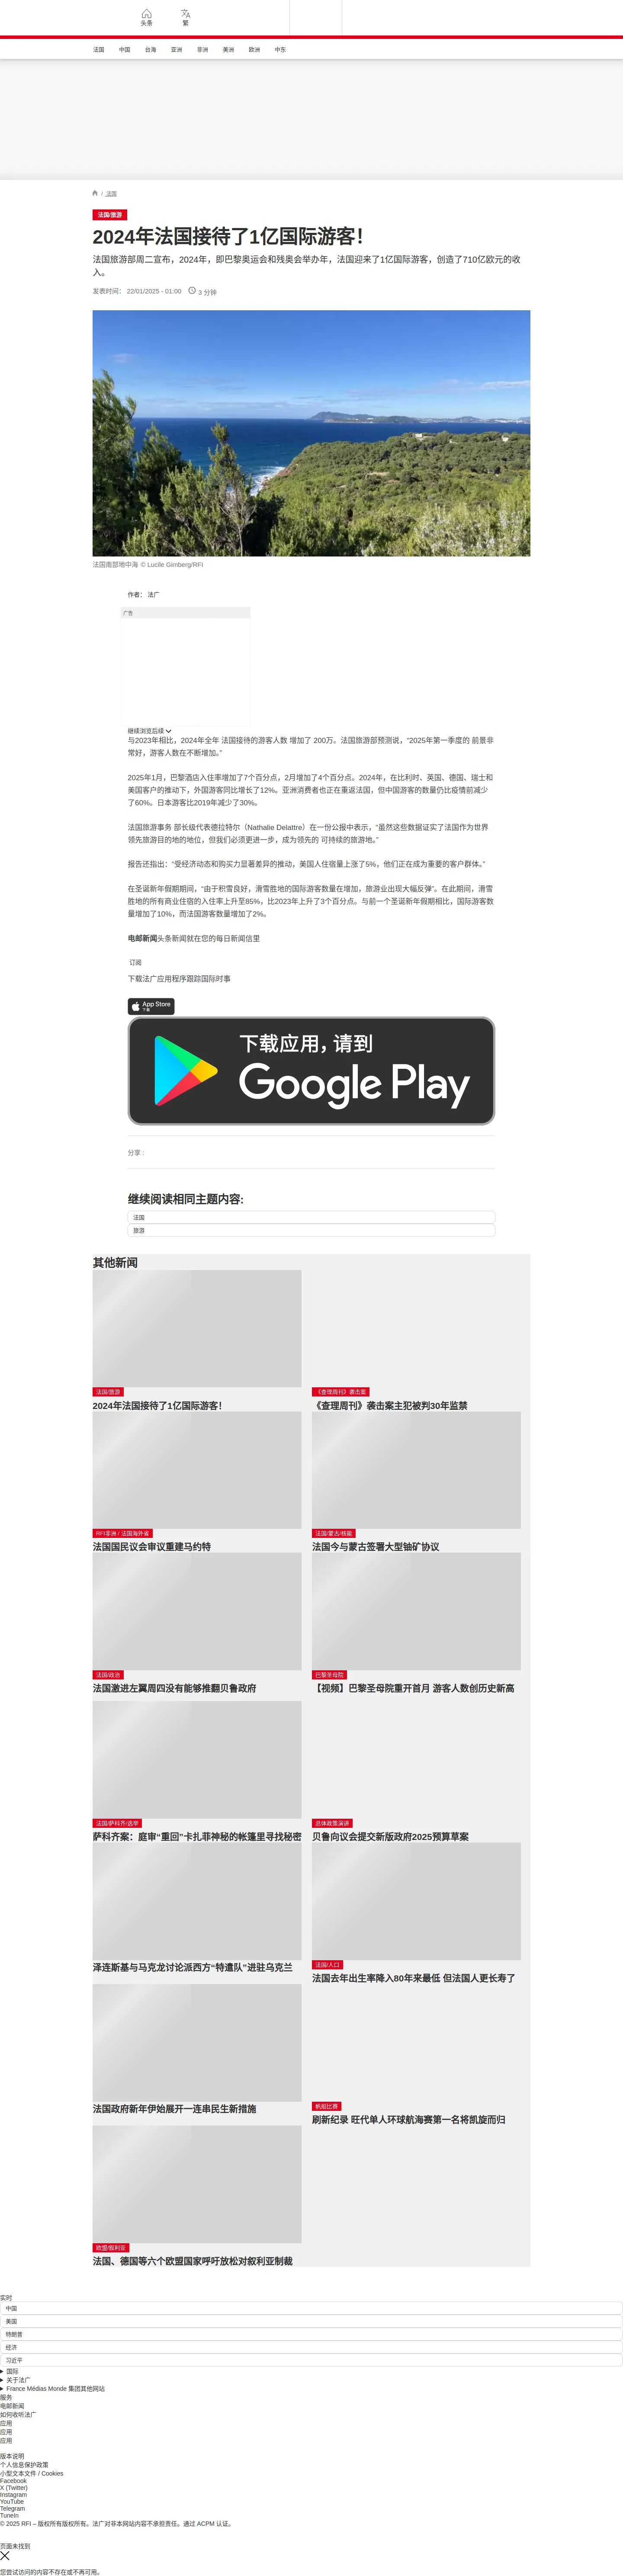 头条
繁
法国
中国
台海
亚洲
非洲
美洲
欧洲
中东
/ 法国
法国/旅游
2024年法国接待了1亿国际游客！
法国旅游部周二宣布，2024年，即巴黎奥运会和残奥会举办年，法国迎来了1亿国际游客，创造了710亿欧元的收
入。
发表时间： 22/01/2025 - 01:00 3 分钟
法国南部地中海 © Lucile Gimberg/RFI
作者： 法广
广告
继续浏览后续
与2023年相比，2024年全年 法国接待的游客人数 增加了 200万。法国旅游部预测说，“2025年第一季度的 前景非
常好，游客人数在不断增加。”
2025年1月，巴黎酒店入住率增加了7个百分点，2月增加了4个百分点。2024年，在比利时、英国、德国、瑞士和
美国客户的推动下，外国游客同比增长了12%。亚洲消费者也正在重返法国，但中国游客的数量仍比疫情前减少
了60%。日本游客比2019年减少了30%。
法国旅游事务 部长级代表德拉特尔（Nathalie Delattre）在一份公报中表示，“虽然这些数据证实了法国作为世界
领先旅游目的地的地位，但我们必须更进一步，成为领先的 可持续的旅游地。”
报告还指出：“受经济动态和购买力显著差异的推动，美国人住宿量上涨了5%，他们正在成为重要的客户群体。”
在圣诞新年假期期间，“由于积雪良好，滑雪胜地的国际游客数量在增加，旅游业出现大幅反弹”。在此期间，滑雪
胜地的所有商业住宿的入住率上升至85%，比2023年上升了3个百分点。与前一个圣诞新年假期相比，国际游客数
量增加了10%，而法国游客数量增加了2%。
电邮新闻头条新闻就在您的每日新闻信里
订阅
下载法广应用程序跟踪国际时事
App Store
下载
下载应用，请到
Google Play
分享 :
继续阅读相同主题内容:
法国
旅游
其他新闻
法国/旅游
2024年法国接待了1亿国际游客！
《查理周刊》袭击案
《查理周刊》袭击案主犯被判30年监禁
RFI非洲 / 法国海外省
法国国民议会审议重建马约特
法国/蒙古/核能
法国今与蒙古签署大型铀矿协议
法国/政治
法国激进左翼周四没有能够推翻贝鲁政府
巴黎圣母院
【视频】巴黎圣母院重开首月 游客人数创历史新高
法国/萨科齐/选举
萨科齐案：庭审“重回”卡扎菲神秘的帐篷里寻找秘密
总体政策演讲
贝鲁向议会提交新版政府2025预算草案
泽连斯基与马克龙讨论派西方“特遣队”进驻乌克兰
法国/人口
法国去年出生率降入80年来最低 但法国人更长寿了
法国政府新年伊始展开一连串民生新措施
帆船比赛
刷新纪录 旺代单人环球航海赛第一名将凯旋而归
欧盟/叙利亚
法国、德国等六个欧盟国家呼吁放松对叙利亚制裁
实时
中国
美国
特朗普
经济
习近平
国际
关于法广
France Médias Monde 集团其他网站
服务
电邮新闻
如何收听法广
应用
应用
应用
版本说明
个人信息保护政策
小型文本文件 / Cookies
Facebook
X (Twitter)
Instagram
YouTube
Telegram
TuneIn
© 2025 RFI – 版权所有版权所有。法广对非本网站内容不承担责任。通过 ACPM 认证。
页面未找到
您尝试访问的内容不存在或不再可用。